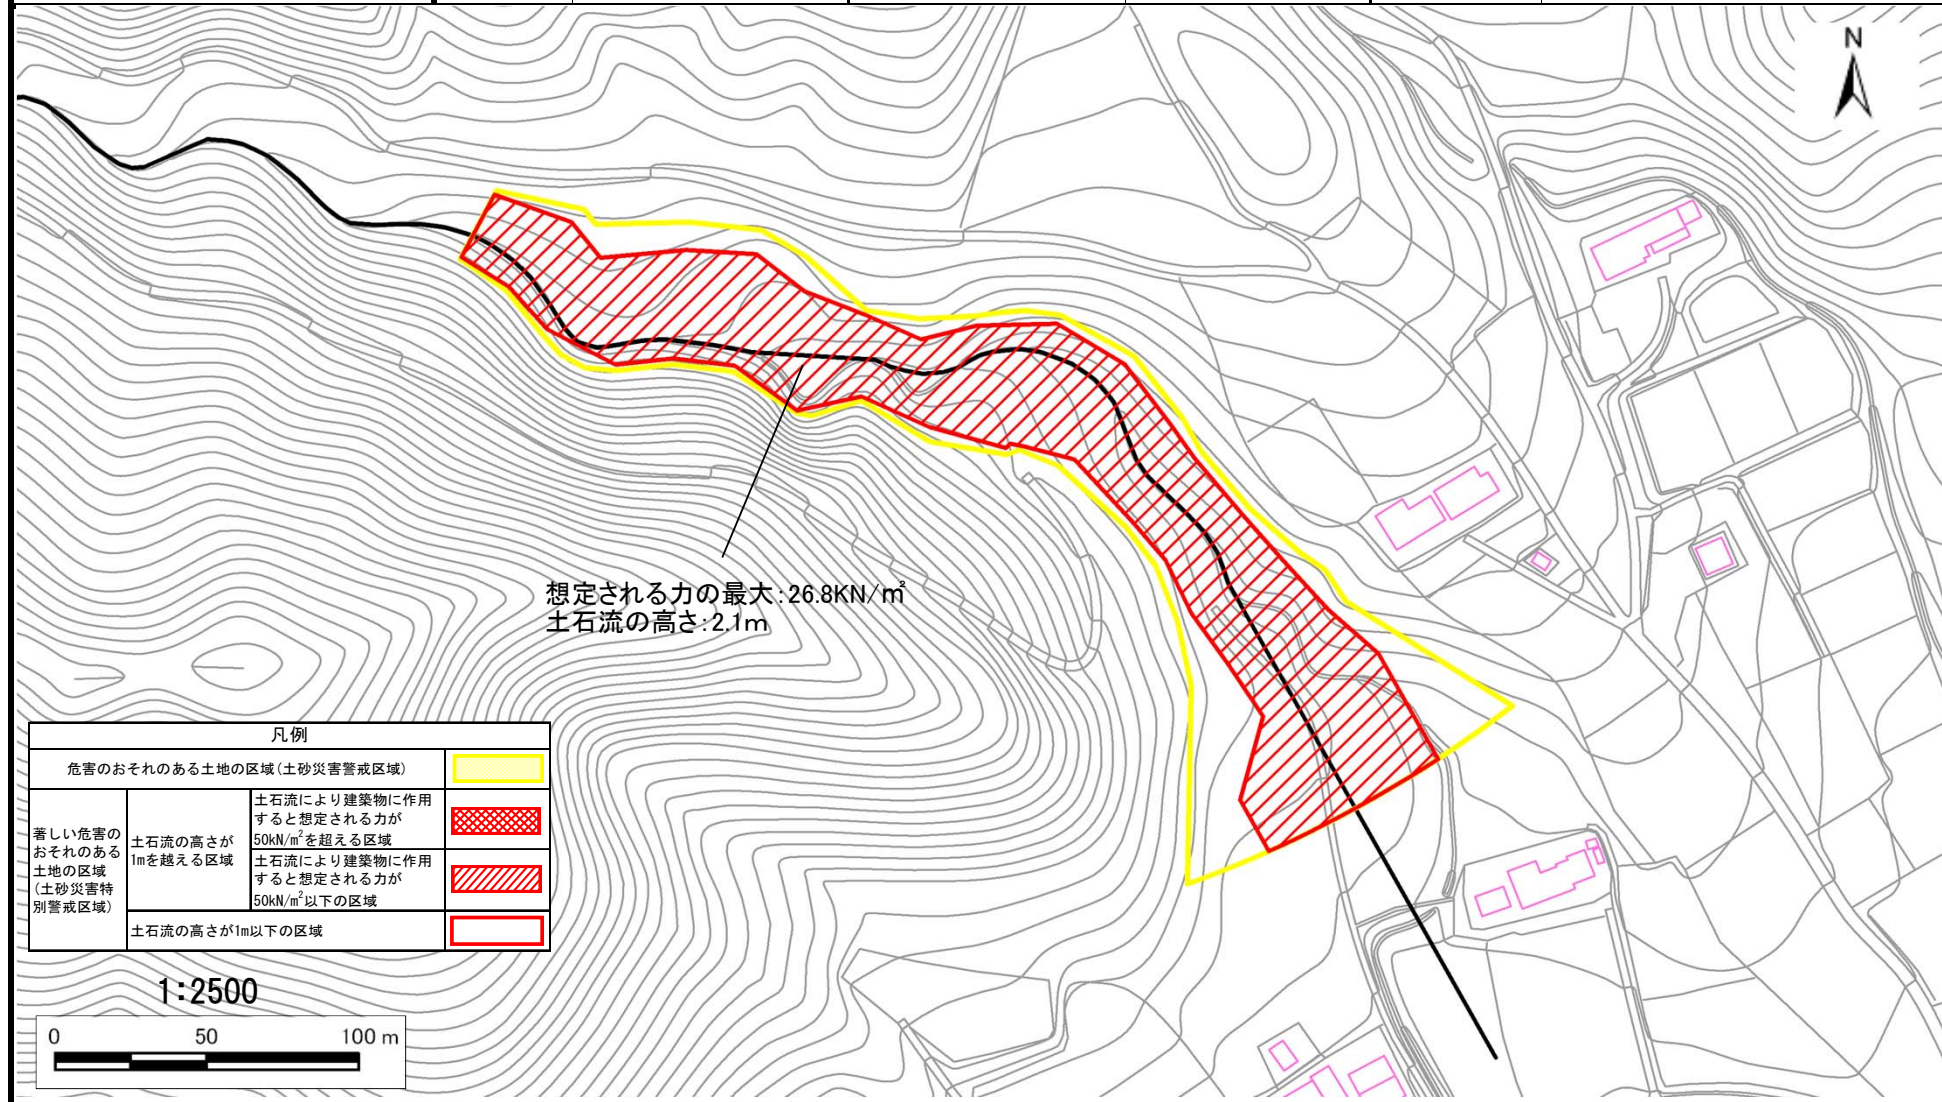 N
想定される力の最大:26.8KN/㎡
土石流の高さ:2.1m
凡例
危害のおそれのある土地の区域(土砂災害警戒区域)
著しい危害の
おそれのある
土地の区域
(土砂災害特
別警戒区域)
土石流の高さが
1mを越える区域
土石流により建築物に作用
すると想定される力が
50kN/m²を超える区域
土石流により建築物に作用
すると想定される力が
50kN/m²以下の区域
土石流の高さが1m以下の区域
1:2500
0 50 100 m